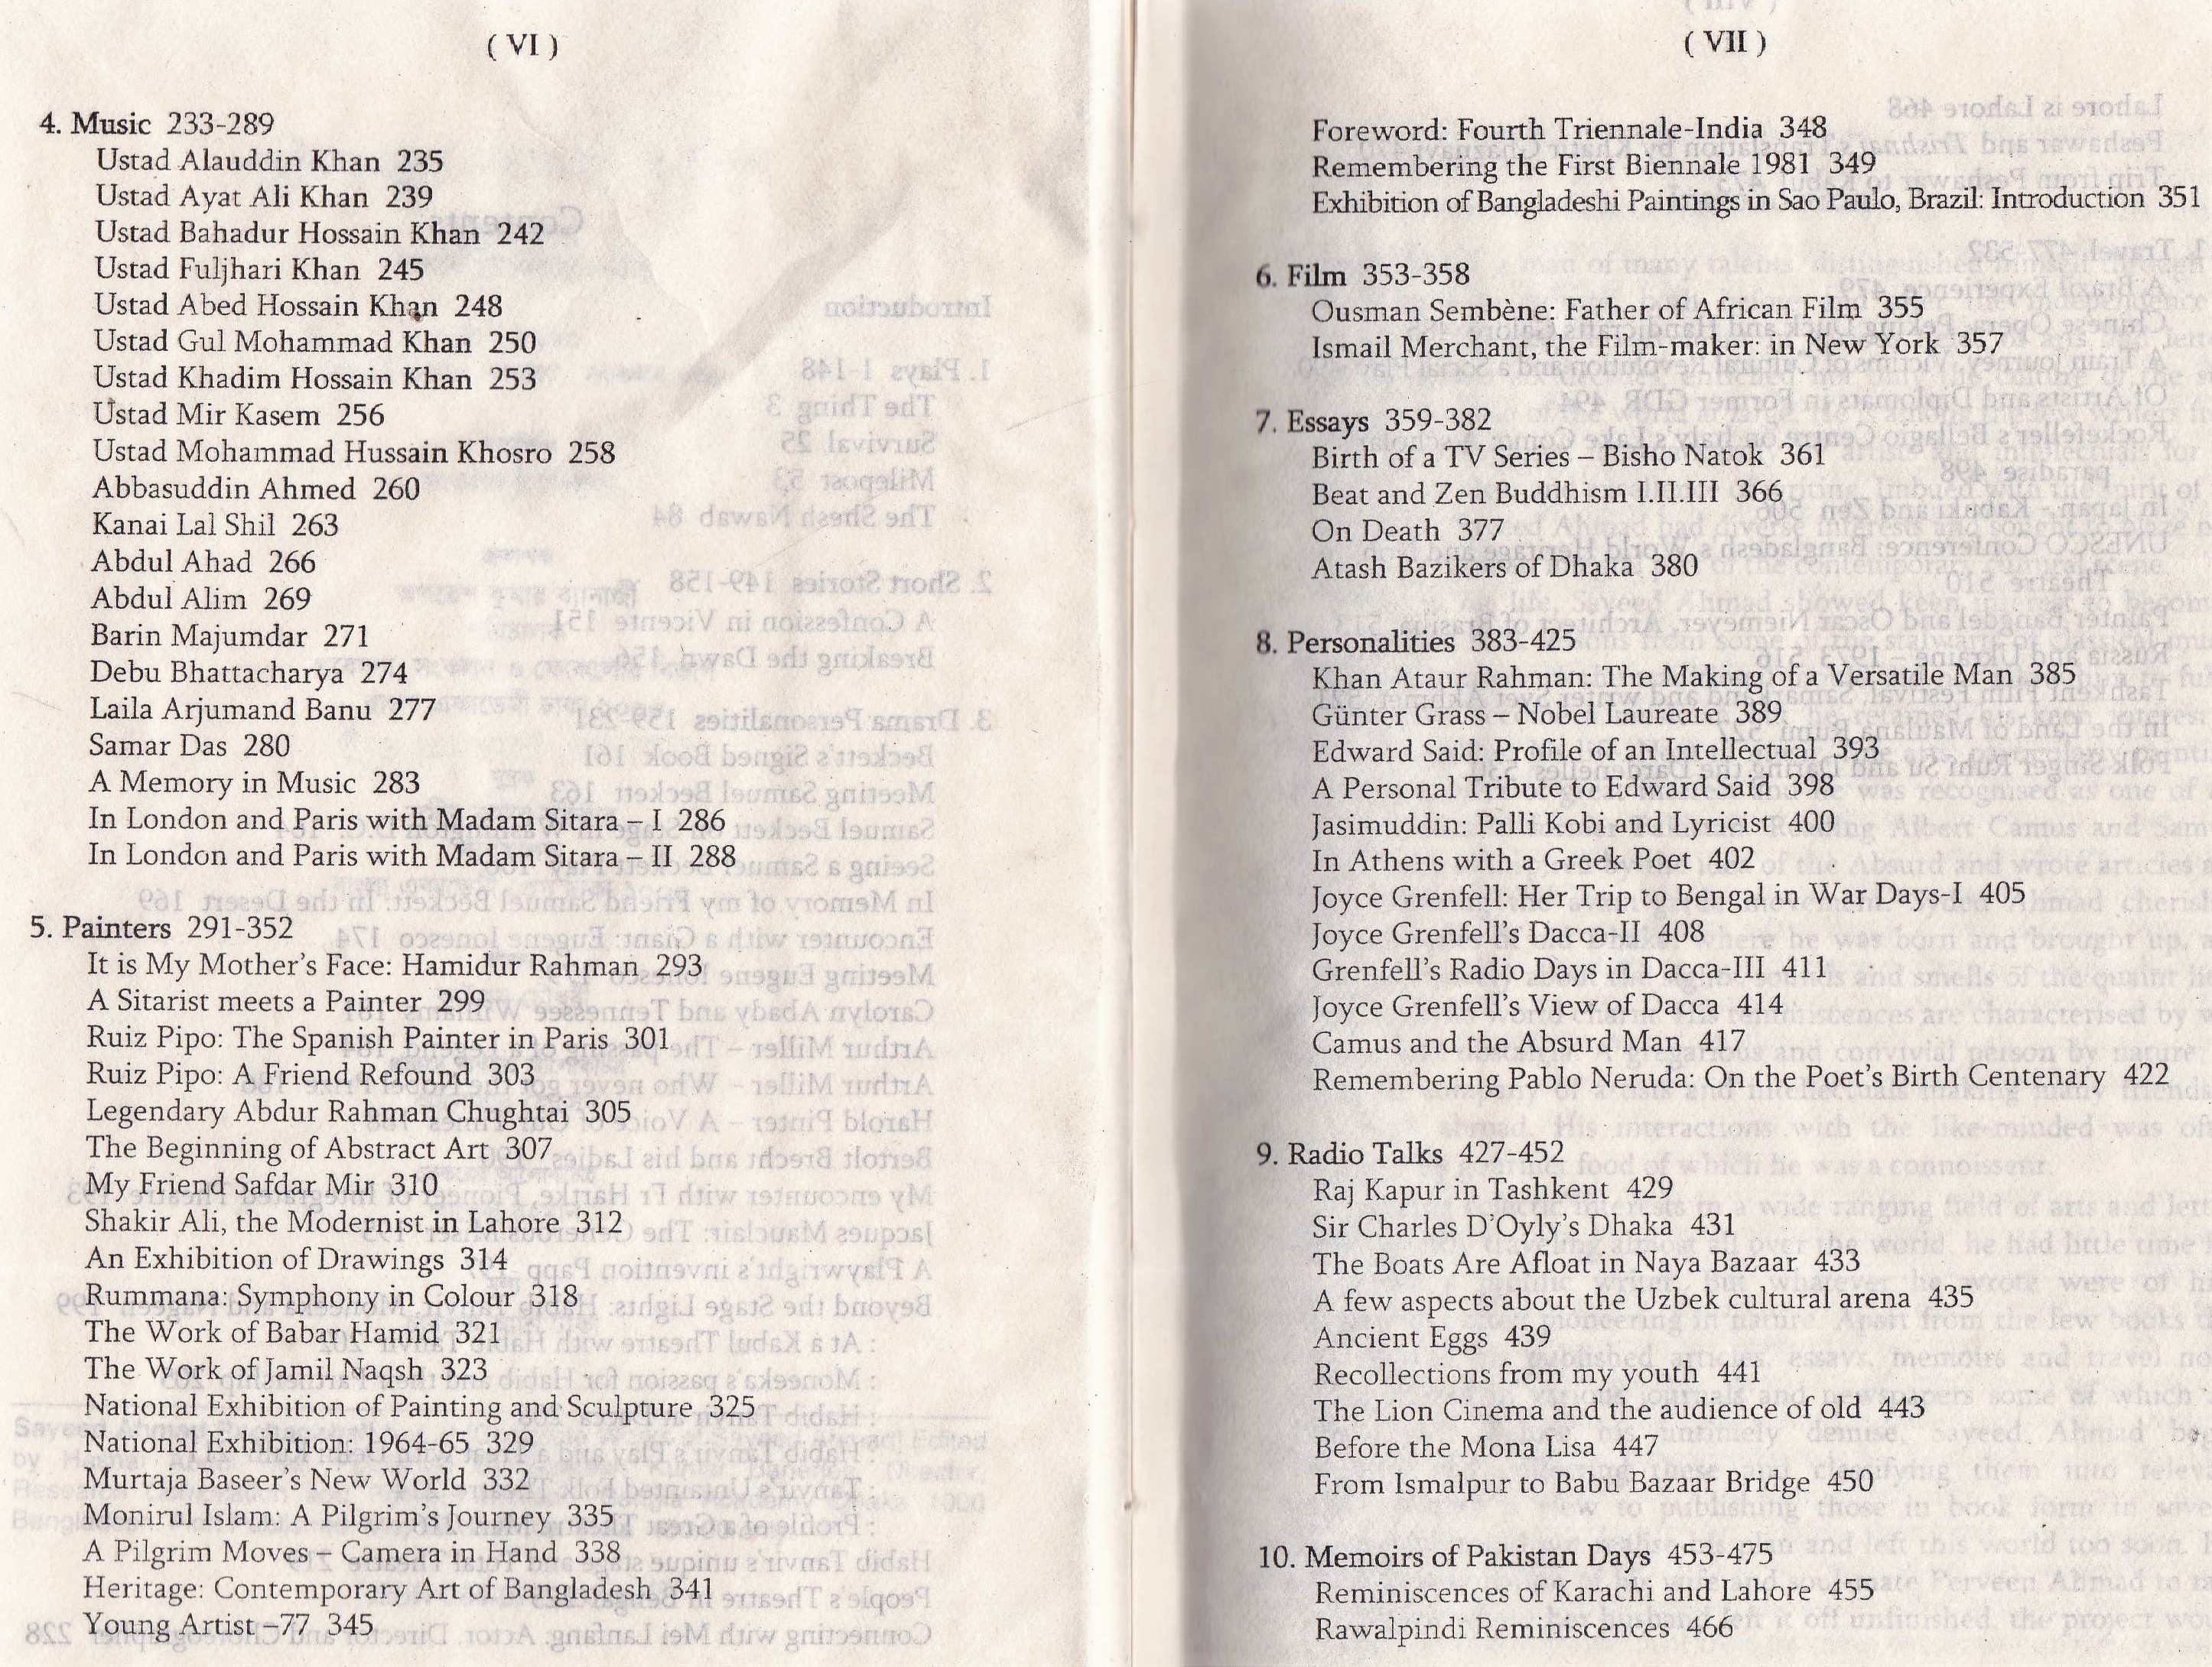 ( VI )
4. Music 233-289
Ustad Alauddin Khan 235
Ustad Ayat Ali Khan 239
Ustad Bahadur Hossain Khan 242
Ustad Fuljhari Khan 245
Ustad Abed Hossain Khan 248
Ustad Gul Mohammad Khan 250
Ustad Khadim Hossain Khan 253
Ustad Mir Kasem 256
Ustad Mohammad Hussain Khosro 258
Abbasuddin Ahmed 260
Kanai Lal Shil 263
Abdul Ahad 266
Abdul Alim 269
Barin Majumdar 271
Debu Bhattacharya 274
Laila Arjumand Banu 277
Samar Das 280
A Memory in Music 283
In London and Paris with Madam Sitara – I 286
In London and Paris with Madam Sitara – II 288
5. Painters 291-352
It is My Mother's Face: Hamidur Rahman 293
A Sitarist meets a Painter 299
Ruiz Pipo: The Spanish Painter in Paris 301
Ruiz Pipo: A Friend Refound 303
Legendary Abdur Rahman Chughtai 305
The Beginning of Abstract Art 307
My Friend Safdar Mir 310
Shakir Ali, the Modernist in Lahore 312
An Exhibition of Drawings 314
Rummana: Symphony in Colour 318
The Work of Babar Hamid 321
The Work of Jamil Naqsh 323
National Exhibition of Painting and Sculpture 325
National Exhibition: 1964-65 329
Murtaja Baseer's New World 332
Monirul Islam: A Pilgrim's Journey 335
A Pilgrim Moves – Camera in Hand 338
Heritage: Contemporary Art of Bangladesh 341
Young Artist –77 345
( VII )
Foreword: Fourth Triennale-India 348
Remembering the First Biennale 1981 349
Exhibition of Bangladeshi Paintings in Sao Paulo, Brazil: Introduction 351
6. Film 353-358
Ousman Sembène: Father of African Film 355
Ismail Merchant, the Film-maker: in New York 357
7. Essays 359-382
Birth of a TV Series – Bisho Natok 361
Beat and Zen Buddhism I.II.III 366
On Death 377
Atash Bazikers of Dhaka 380
8. Personalities 383-425
Khan Ataur Rahman: The Making of a Versatile Man 385
Günter Grass – Nobel Laureate 389
Edward Said: Profile of an Intellectual 393
A Personal Tribute to Edward Said 398
Jasimuddin: Palli Kobi and Lyricist 400
In Athens with a Greek Poet 402
Joyce Grenfell: Her Trip to Bengal in War Days-I 405
Joyce Grenfell's Dacca-II 408
Grenfell's Radio Days in Dacca-III 411
Joyce Grenfell's View of Dacca 414
Camus and the Absurd Man 417
Remembering Pablo Neruda: On the Poet's Birth Centenary 422
9. Radio Talks 427-452
Raj Kapur in Tashkent 429
Sir Charles D'Oyly's Dhaka 431
The Boats Are Afloat in Naya Bazaar 433
A few aspects about the Uzbek cultural arena 435
Ancient Eggs 439
Recollections from my youth 441
The Lion Cinema and the audience of old 443
Before the Mona Lisa 447
From Ismalpur to Babu Bazaar Bridge 450
10. Memoirs of Pakistan Days 453-475
Reminiscences of Karachi and Lahore 455
Rawalpindi Reminiscences 466